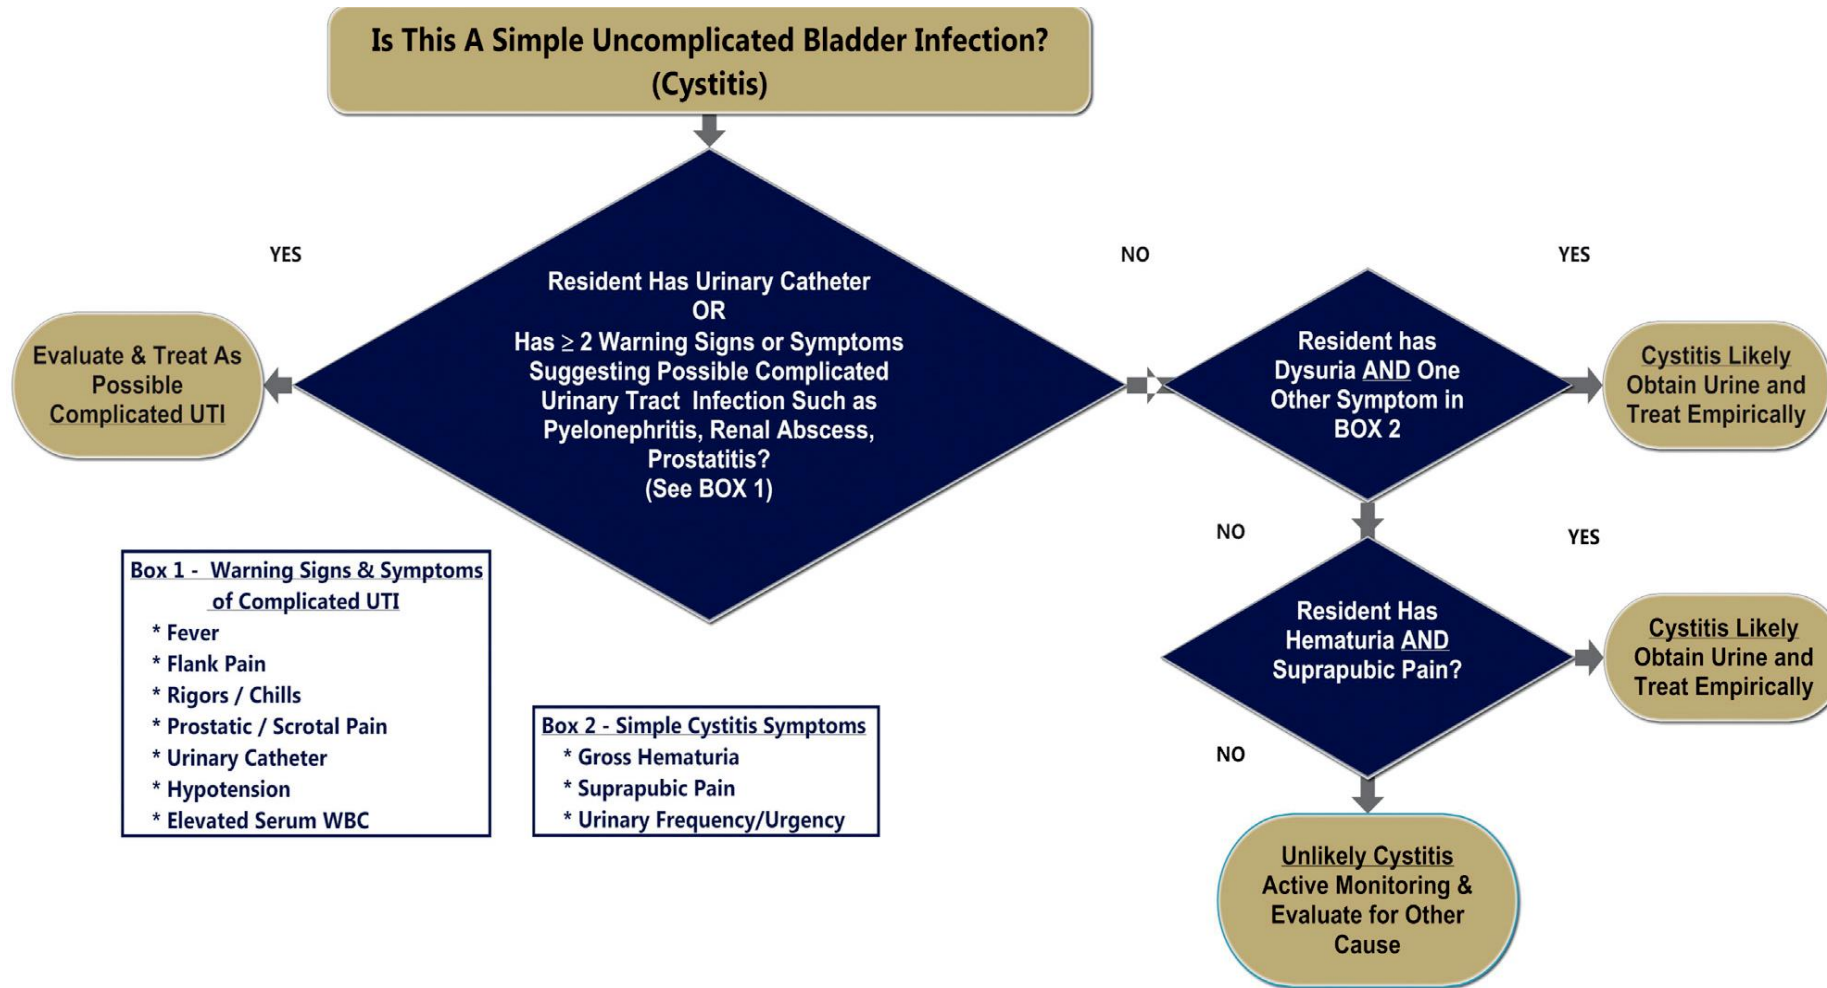 Is This A Simple Uncomplicated Bladder Infection?
(Cystitis)
YES
NO
YES
Resident Has Urinary Catheter
OR
Has ≥ 2 Warning Signs or Symptoms
Suggesting Possible Complicated
Urinary Tract Infection Such as
Pyelonephritis, Renal Abscess,
Prostatitis?
(See BOX 1)
Evaluate & Treat As
Possible
Complicated UTI
Resident has
Dysuria AND One
Other Symptom in
BOX 2
Cystitis Likely
Obtain Urine and
Treat Empirically
NO
YES
Resident Has
Hematuria AND
Suprapubic Pain?
Cystitis Likely
Obtain Urine and
Treat Empirically
NO
Unlikely Cystitis
Active Monitoring &
Evaluate for Other
Cause
Box 1 - Warning Signs & Symptoms
of Complicated UTI
* Fever
* Flank Pain
* Rigors / Chills
* Prostatic / Scrotal Pain
* Urinary Catheter
* Hypotension
* Elevated Serum WBC
Box 2 - Simple Cystitis Symptoms
* Gross Hematuria
* Suprapubic Pain
* Urinary Frequency/Urgency